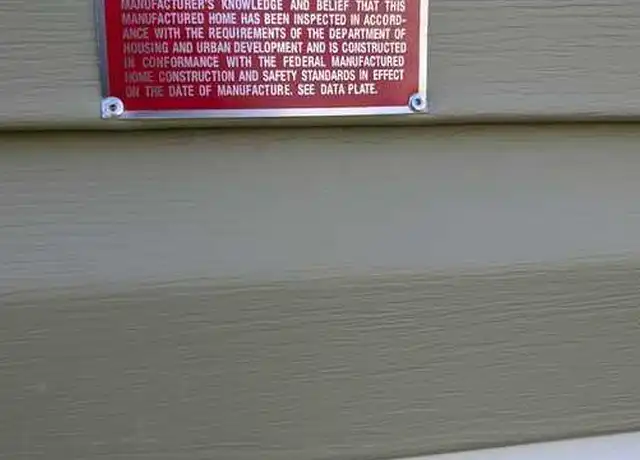 MANUFACTURER'S KNOWLEDGE AND BELIEF THAT THIS
MANUFACTURED HOME HAS BEEN INSPECTED IN ACCORD-
ANCE WITH THE REQUIREMENTS OF THE DEPARTMENT OF
HOUSING AND URBAN DEVELOPMENT AND IS CONSTRUCTED
IN CONFORMANCE WITH THE FEDERAL MANUFACTURED
HOME CONSTRUCTION AND SAFETY STANDARDS IN EFFECT
ON THE DATE OF MANUFACTURE. SEE DATA PLATE.